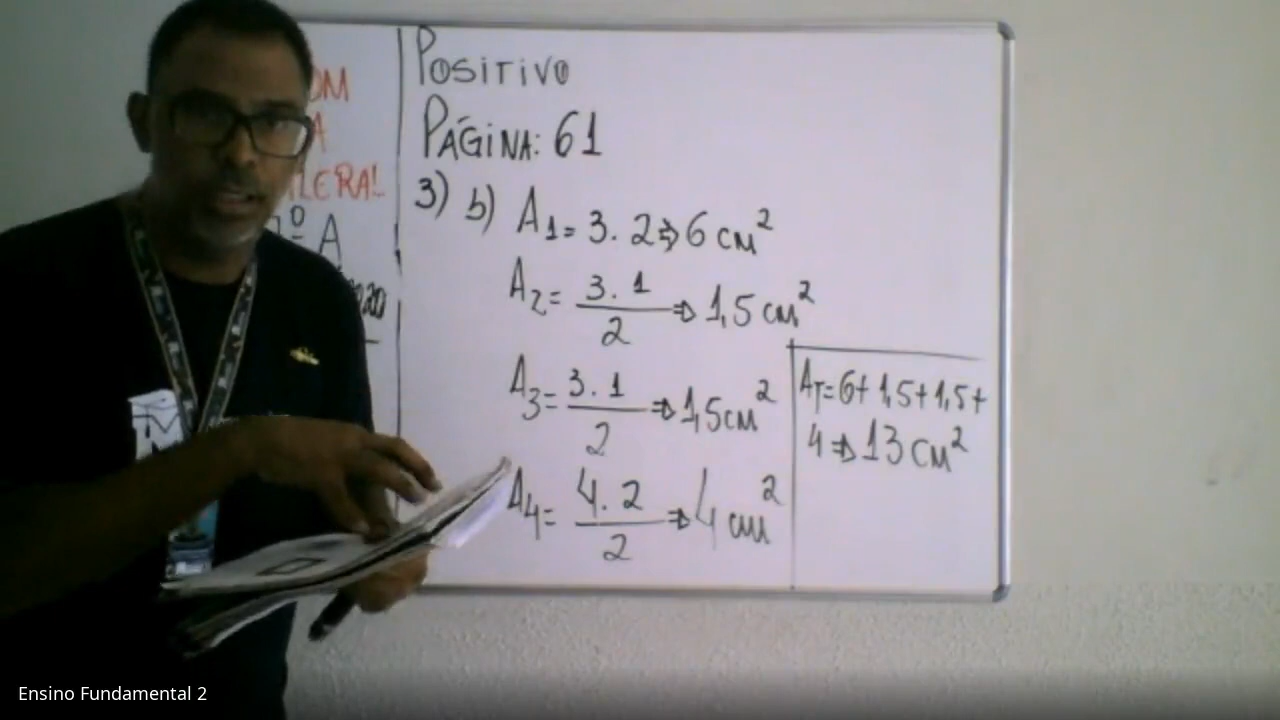 POSITIVO
PÁGINA: 61
3) b) A1 = 3 . 2 ⇒ 6 cm²
A2 = 3 . 1 / 2 ⇒ 1,5 cm²
A3 = 3 . 1 / 2 ⇒ 1,5 cm²
A4 = 4 . 2 / 2 ⇒ 4 cm²
AT = 6 + 1,5 + 1,5 +
4 ⇒ 13 cm²
Ensino Fundamental 2